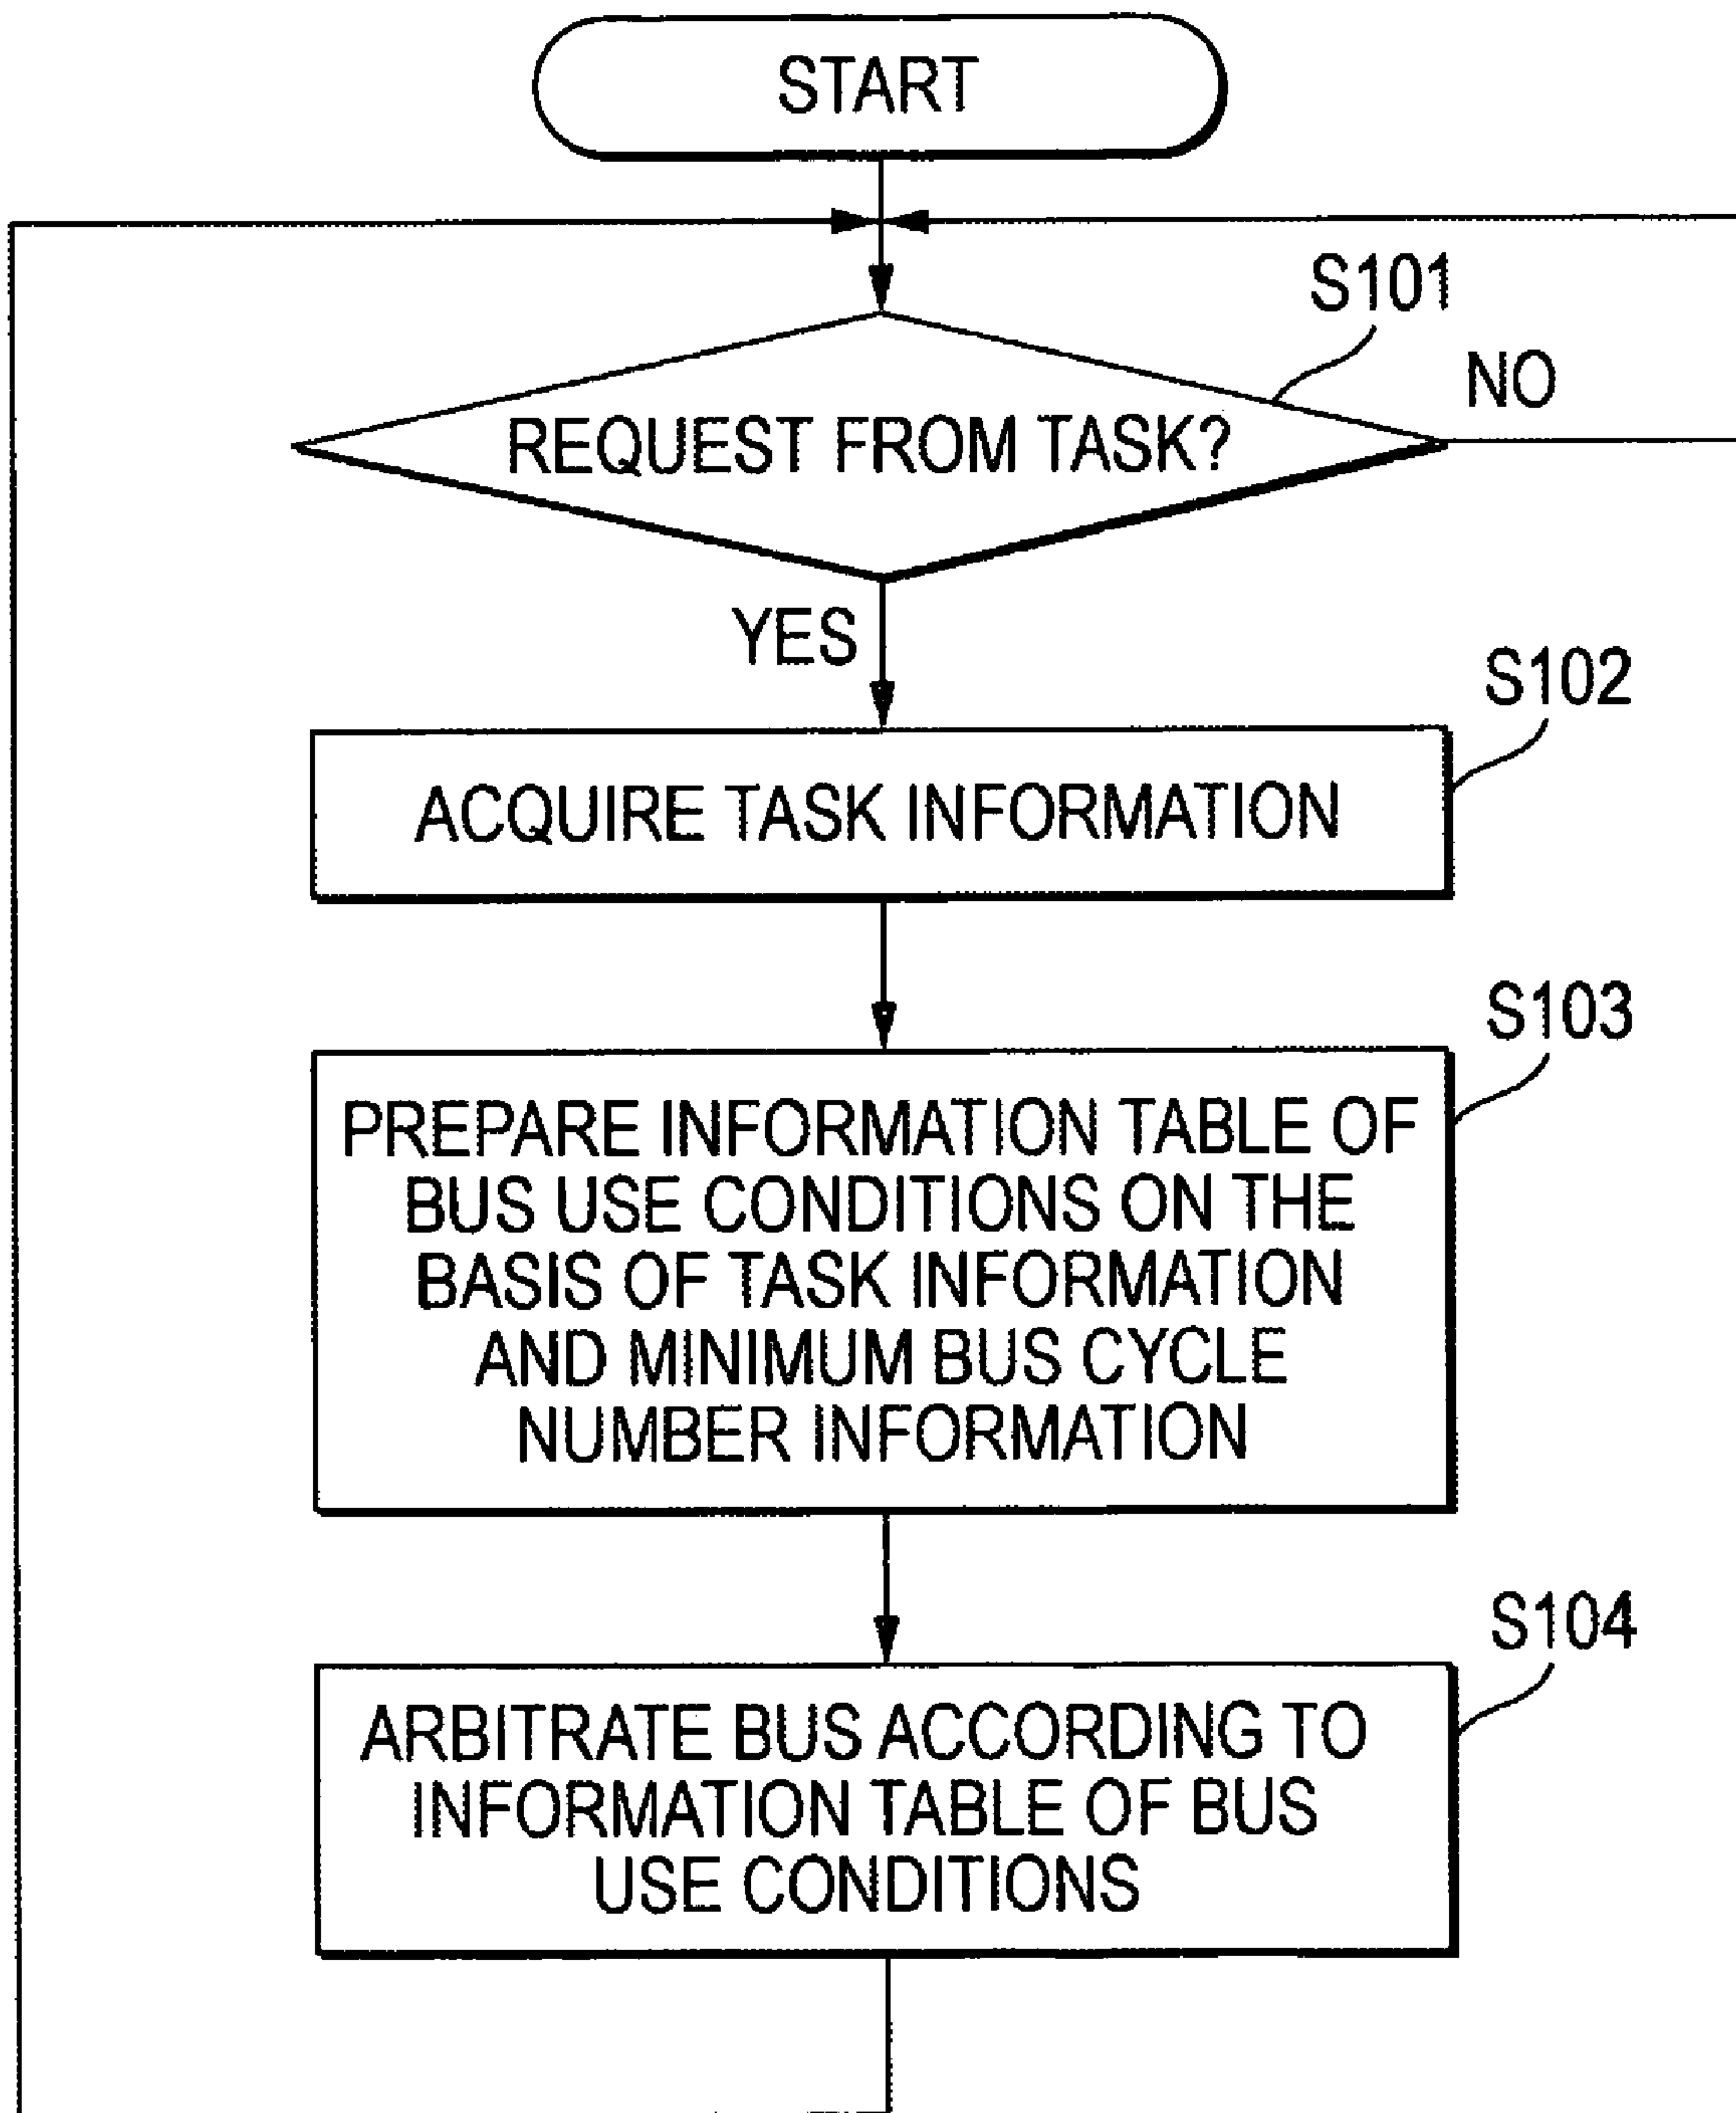 START
S101
NO
REQUEST FROM TASK?
YES
S102
ACQUIRE TASK INFORMATION
S103
PREPARE INFORMATION TABLE OF
BUS USE CONDITIONS ON THE
BASIS OF TASK INFORMATION
AND MINIMUM BUS CYCLE
NUMBER INFORMATION
S104
ARBITRATE BUS ACCORDING TO
INFORMATION TABLE OF BUS
USE CONDITIONS